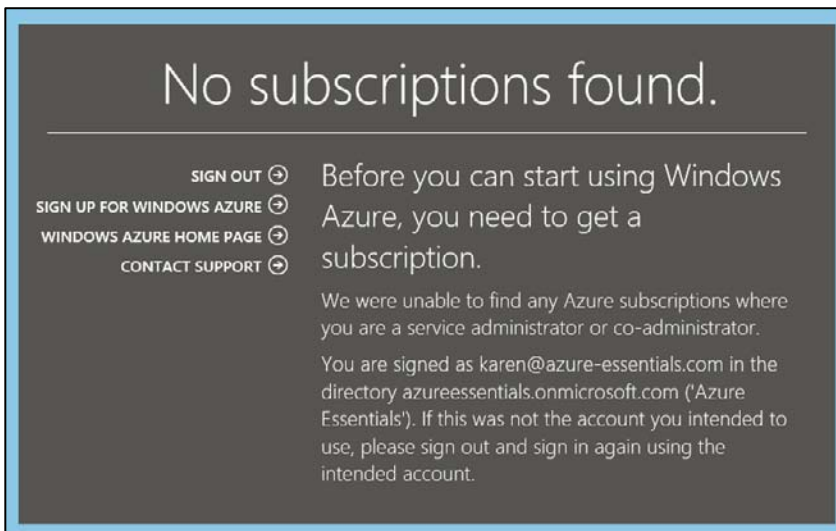 No subscriptions found.
SIGN OUT
SIGN UP FOR WINDOWS AZURE
WINDOWS AZURE HOME PAGE
CONTACT SUPPORT
Before you can start using Windows
Azure, you need to get a
subscription.
We were unable to find any Azure subscriptions where
you are a service administrator or co-administrator.
You are signed as karen@azure-essentials.com in the
directory azureessentials.onmicrosoft.com ('Azure
Essentials'). If this was not the account you intended to
use, please sign out and sign in again using the
intended account.